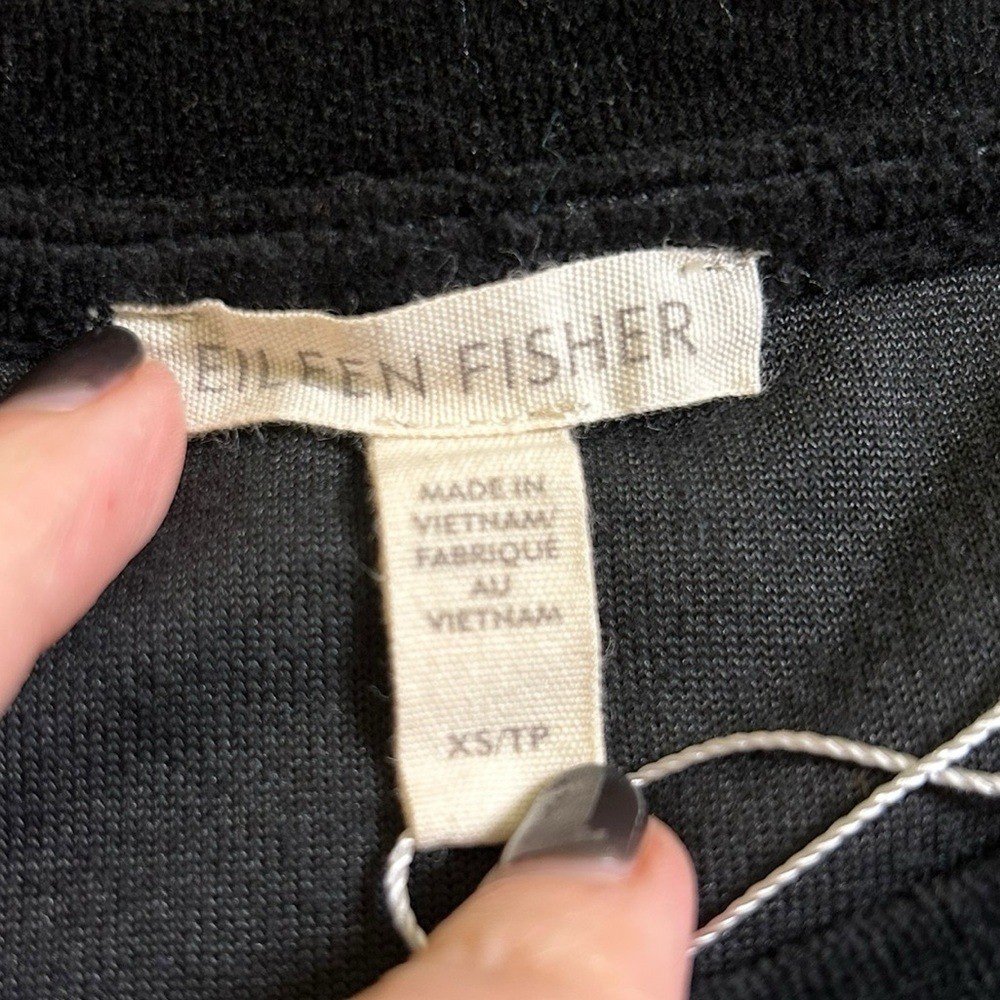 EILEEN FISHER
MADE IN
VIETNAM/
FABRIQUÉ
AU
VIETNAM
XS/TP